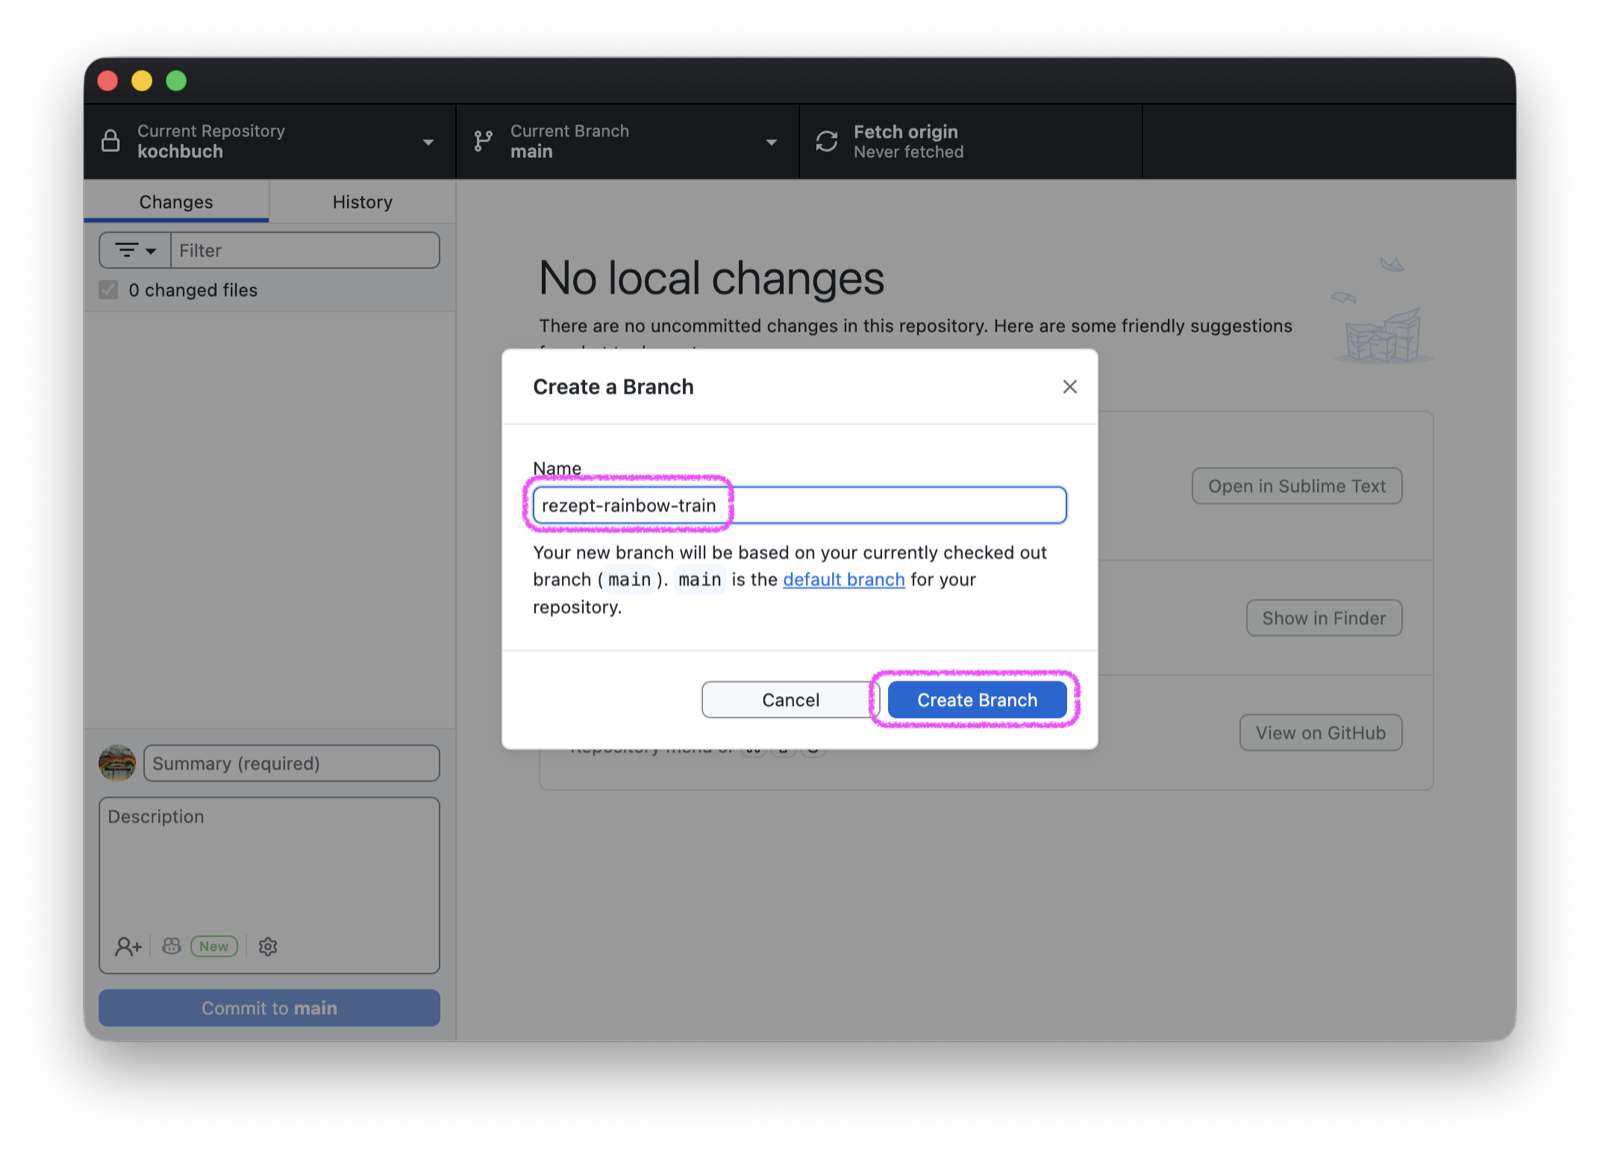 Current Repository
kochbuch
Current Branch
main
Fetch origin
Never fetched
Changes
History
Filter
0 changed files
No local changes
There are no uncommitted changes in this repository. Here are some friendly suggestions
Create a Branch
Name
rezept-rainbow-train
Your new branch will be based on your currently checked out
branch (main). main is the default branch for your
repository.
Cancel
Create Branch
Open in Sublime Text
Show in Finder
View on GitHub
Repository menu or
Summary (required)
Description
New
Commit to main